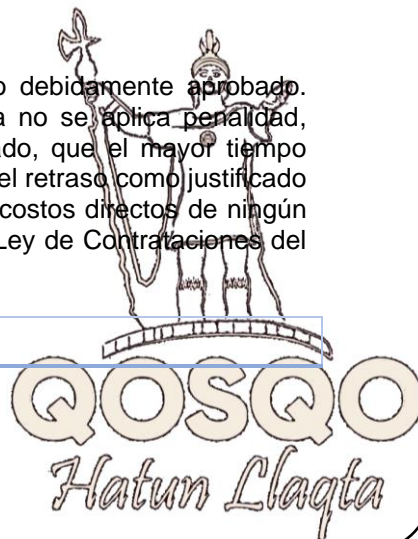 o debidamente aprobado.
a no se aplica penalidad,
ado, que el mayor tiempo
el retraso como justificado
costos directos de ningún
Ley de Contrataciones del
QOSQO
Hatun Llaqta